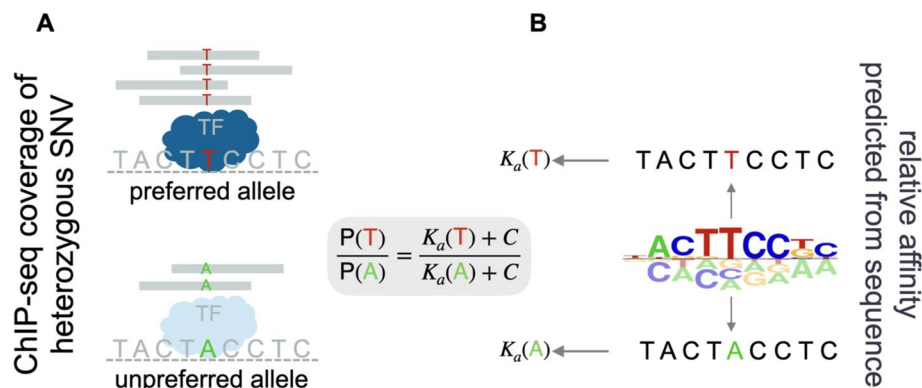 A
B
ChIP-seq coverage of
heterozygous SNV
T
T
T
T
TF
TACTTCCTC
preferred allele
A
A
TF
TACTACCTC
unpreferred allele
P(T)/P(A) = Ka(T) + C/Ka(A) + C
Ka(T)
TACTTCCTC
ACTTCC
Ka(A)
TACTACCTC
relative affinity
predicted from sequence